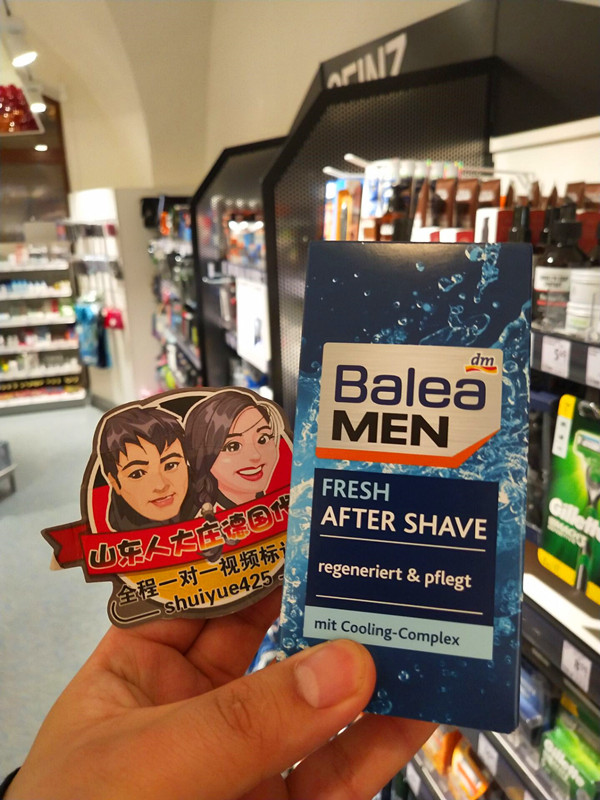 dm
Balea
MEN
FRESH
AFTER SHAVE
regeneriert & pflegt
mit Cooling-Complex
山东人大庄德国代
全程一对一视频标
shuiyue425
Gillette